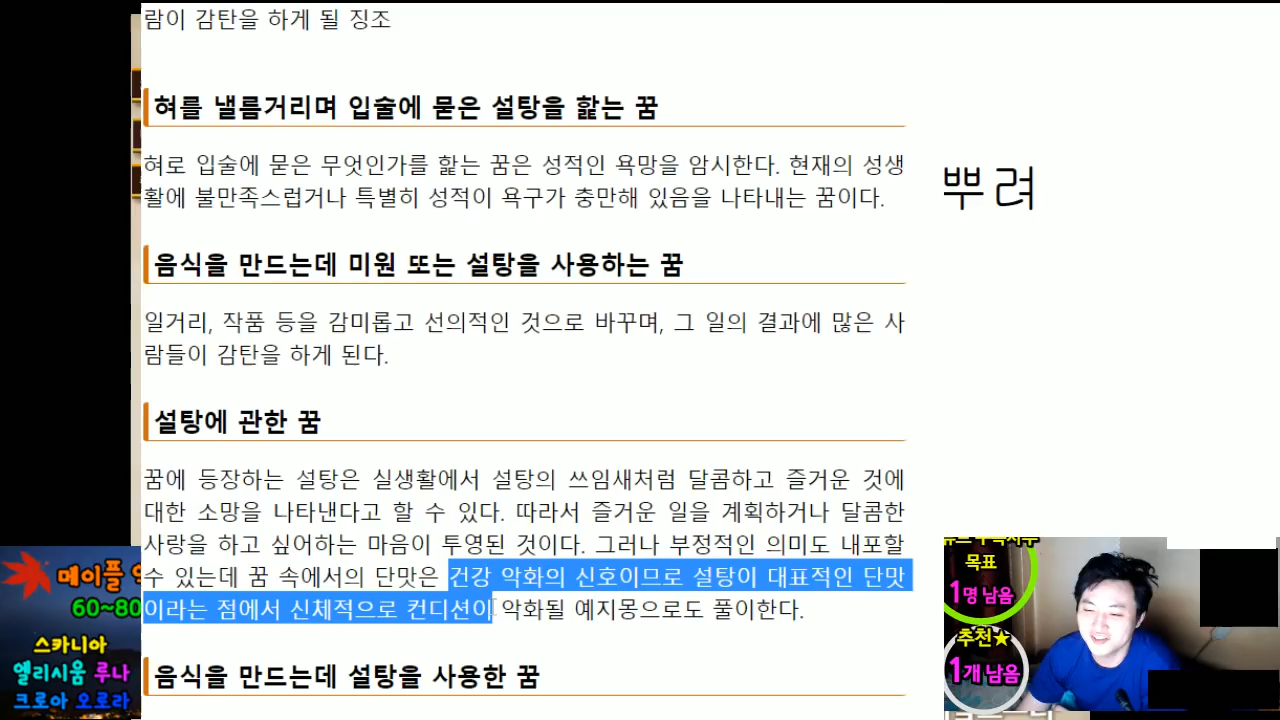 람이 감탄을 하게 될 징조
혀를 낼름거리며 입술에 묻은 설탕을 핥는 꿈
혀로 입술에 묻은 무엇인가를 핥는 꿈은 성적인 욕망을 암시한다. 현재의 성생
활에 불만족스럽거나 특별히 성적이 욕구가 충만해 있음을 나타내는 꿈이다.
뿌려
음식을 만드는데 미원 또는 설탕을 사용하는 꿈
일거리, 작품 등을 감미롭고 선의적인 것으로 바꾸며, 그 일의 결과에 많은 사
람들이 감탄을 하게 된다.
설탕에 관한 꿈
꿈에 등장하는 설탕은 실생활에서 설탕의 쓰임새처럼 달콤하고 즐거운 것에
대한 소망을 나타낸다고 할 수 있다. 따라서 즐거운 일을 계획하거나 달콤한
사랑을 하고 싶어하는 마음이 투영된 것이다. 그러나 부정적인 의미도 내포할
수 있는데 꿈 속에서의 단맛은 건강 악화의 신호이므로 설탕이 대표적인 단맛
이라는 점에서 신체적으로 컨디션이 악화될 예지몽으로도 풀이한다.
음식을 만드는데 설탕을 사용한 꿈
메이플
60~80
스카니아
엘리시움 루나
크로아 오로라
목표
1명 남음
추천★
1개 남음